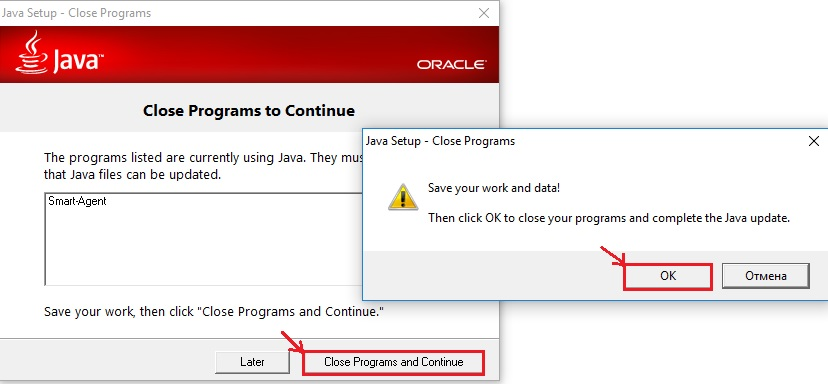 Java Setup - Close Programs
Java™
ORACLE
Close Programs to Continue
The programs listed are currently using Java. They mus
that Java files can be updated.
Smart-Agent
Save your work, then click "Close Programs and Continue."
Later
Close Programs and Continue
Java Setup - Close Programs
Save your work and data!
Then click OK to close your programs and complete the Java update.
OK
Отмена